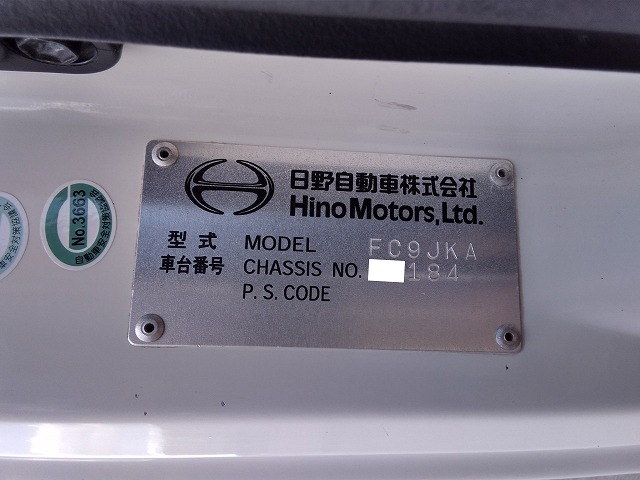 日野自動車株式会社
Hino Motors, Ltd.
型式 MODEL FC9JKA
車台番号 CHASSIS NO. 184
P. S. CODE
No.3663